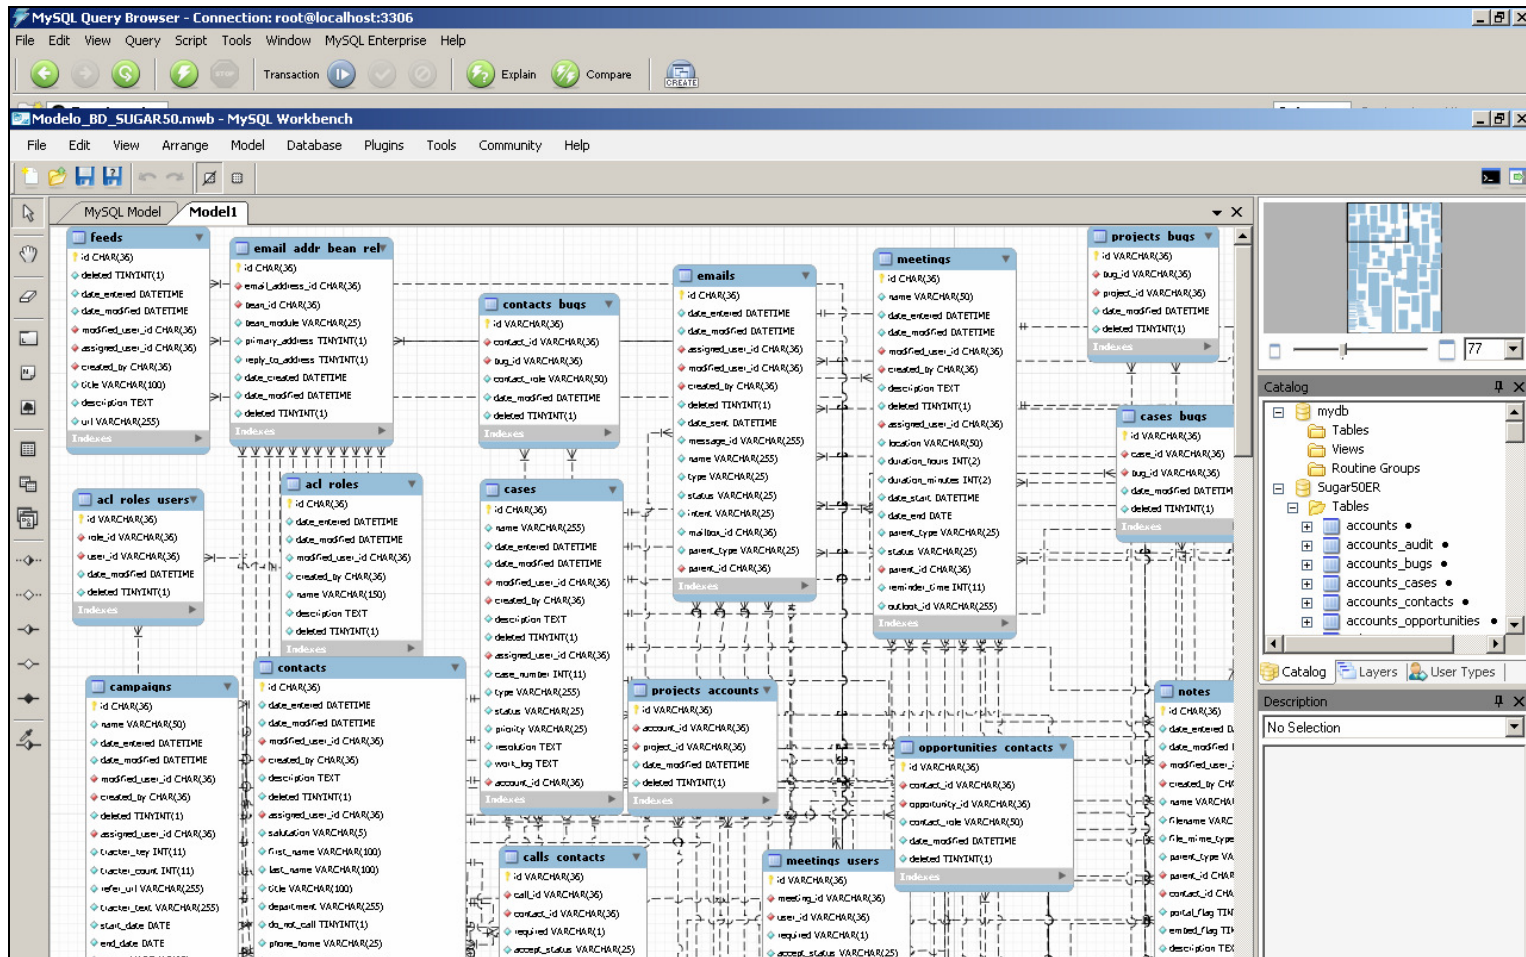 MySQL Query Browser - Connection: root@localhost:3306
File Edit View Query Script Tools Window MySQL Enterprise Help
STOP Transaction Explain Compare CREATE
Modelo_BD_SUGAR50.mwb - MySQL Workbench
File Edit View Arrange Model Database Plugins Tools Community Help
MySQL Model Model1
feeds
id CHAR(36)
deleted TINYINT(1)
date_entered DATETIME
date_modified DATETIME
modified_user_id CHAR(36)
assigned_user_id CHAR(36)
created_by CHAR(36)
title VARCHAR(100)
description TEXT
url VARCHAR(255)
Indexes
email_addr_bean_rel
id CHAR(36)
email_address_id CHAR(36)
bean_id CHAR(36)
bean_module VARCHAR(25)
primary_address TINYINT(1)
reply_to_address TINYINT(1)
date_created DATETIME
date_modified DATETIME
deleted TINYINT(1)
Indexes
contacts_bugs
id VARCHAR(36)
contact_id VARCHAR(36)
bug_id VARCHAR(36)
contact_role VARCHAR(50)
date_modified DATETIME
deleted TINYINT(1)
Indexes
emails
id CHAR(36)
date_entered DATETIME
date_modified DATETIME
assigned_user_id CHAR(36)
modified_user_id CHAR(36)
created_by CHAR(36)
deleted TINYINT(1)
date_sent DATETIME
message_id VARCHAR(255)
name VARCHAR(255)
type VARCHAR(25)
status VARCHAR(25)
intent VARCHAR(25)
mailbox_id CHAR(36)
parent_type VARCHAR(25)
parent_id CHAR(36)
Indexes
meetings
id CHAR(36)
name VARCHAR(50)
date_entered DATETIME
date_modified DATETIME
modified_user_id CHAR(36)
created_by CHAR(36)
description TEXT
deleted TINYINT(1)
assigned_user_id CHAR(36)
location VARCHAR(50)
duration_hours INT(2)
duration_minutes INT(2)
date_start DATETIME
date_end DATE
parent_type VARCHAR(25)
status VARCHAR(25)
parent_id CHAR(36)
reminder_time INT(11)
outlook_id VARCHAR(255)
Indexes
projects_bugs
id VARCHAR(36)
bug_id VARCHAR(36)
project_id VARCHAR(36)
date_modified DATETIME
deleted TINYINT(1)
Indexes
cases_bugs
id VARCHAR(36)
case_id VARCHAR(36)
bug_id VARCHAR(36)
date_modified DATETIM
deleted TINYINT(1)
Indexes
acl_roles_users
id VARCHAR(36)
role_id VARCHAR(36)
user_id VARCHAR(36)
date_modified DATETIME
deleted TINYINT(1)
Indexes
acl_roles
id CHAR(36)
date_entered DATETIME
date_modified DATETIME
modified_user_id CHAR(36)
created_by CHAR(36)
name VARCHAR(150)
description TEXT
deleted TINYINT(1)
Indexes
cases
id CHAR(36)
name VARCHAR(255)
date_entered DATETIME
date_modified DATETIME
modified_user_id CHAR(36)
created_by CHAR(36)
description TEXT
deleted TINYINT(1)
assigned_user_id CHAR(36)
case_number INT(11)
type VARCHAR(255)
status VARCHAR(25)
priority VARCHAR(25)
resolution TEXT
work_log TEXT
account_id CHAR(36)
Indexes
campaigns
id CHAR(36)
name VARCHAR(50)
date_entered DATETIME
date_modified DATETIME
modified_user_id CHAR(36)
created_by CHAR(36)
deleted TINYINT(1)
assigned_user_id CHAR(36)
tracker_key INT(11)
tracker_count INT(11)
refer_url VARCHAR(255)
tracker_text VARCHAR(255)
start_date DATE
end_date DATE
contacts
id CHAR(36)
date_entered DATETIME
date_modified DATETIME
modified_user_id CHAR(36)
created_by CHAR(36)
description TEXT
deleted TINYINT(1)
assigned_user_id CHAR(36)
salutation VARCHAR(5)
first_name VARCHAR(100)
last_name VARCHAR(100)
title VARCHAR(100)
department VARCHAR(255)
do_not_call TINYINT(1)
phone_home VARCHAR(25)
projects_accounts
id VARCHAR(36)
account_id VARCHAR(36)
project_id VARCHAR(36)
date_modified DATETIME
deleted TINYINT(1)
Indexes
opportunities_contacts
id VARCHAR(36)
contact_id VARCHAR(36)
opportunity_id VARCHAR(36)
contact_role VARCHAR(50)
date_modified DATETIME
deleted TINYINT(1)
Indexes
calls_contacts
id VARCHAR(36)
call_id VARCHAR(36)
contact_id VARCHAR(36)
required VARCHAR(1)
accept_status VARCHAR(25)
meetings_users
id VARCHAR(36)
meeting_id VARCHAR(36)
user_id VARCHAR(36)
required VARCHAR(1)
accept_status VARCHAR(25)
notes
id CHAR(36)
date_entered D
date_modified
modified_user_
created_by CH
name VARCHA
filename VARC
file_mime_type
parent_type VA
parent_id CHA
contact_id CHA
portal_flag TIN
embed_flag TI
description TEX
77
Catalog
mydb
Tables
Views
Routine Groups
Sugar50ER
Tables
accounts
accounts_audit
accounts_bugs
accounts_cases
accounts_contacts
accounts_opportunities
Catalog Layers User Types
Description
No Selection